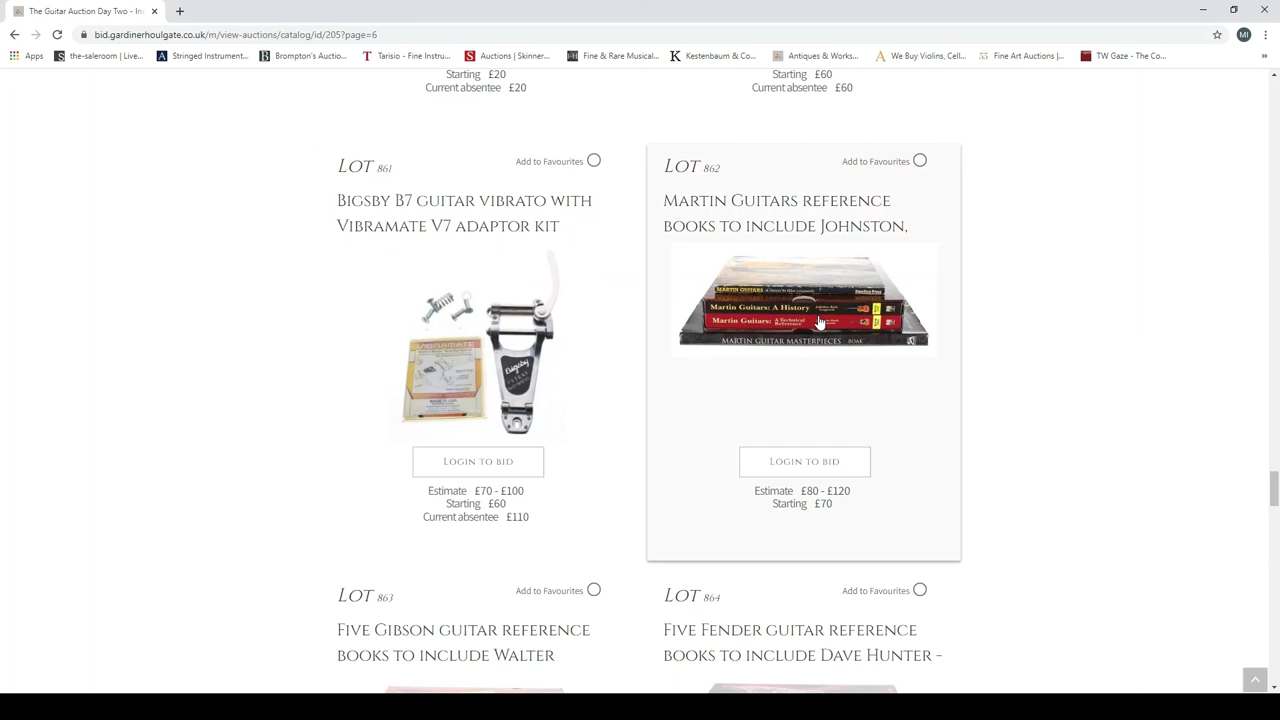 The Guitar Auction Day Two - Inc
bid.gardinerhoulgate.co.uk/m/view-auctions/catalog/id/205?page=6
MI
Apps
the-saleroom | Live...
Stringed Instrument...
Brompton's Auctio...
Tarisio - Fine Instru...
Auctions | Skinner...
Fine & Rare Musical...
Kestenbaum & Co...
Antiques & Works...
We Buy Violins, Cell...
Fine Art Auctions |...
TW Gaze - The Co...
Starting £20
Current absentee £20
Starting £60
Current absentee £60
Lot 861
Add to Favourites
Bigsby B7 guitar vibrato with
Vibramate V7 adaptor kit
VIBRAMATE
Bigsby
Login to Bid
Estimate £70 - £100
Starting £60
Current absentee £110
Lot 862
Add to Favourites
Martin Guitars reference
books to include Johnston,
MARTIN GUITARS
Martin Guitars: A History
Martin Guitars: A Technical Reference
MARTIN GUITAR MASTERPIECES BOAK
Login to Bid
Estimate £80 - £120
Starting £70
Lot 863
Add to Favourites
Five Gibson guitar reference
books to include Walter
Lot 864
Add to Favourites
Five Fender guitar reference
books to include Dave Hunter -